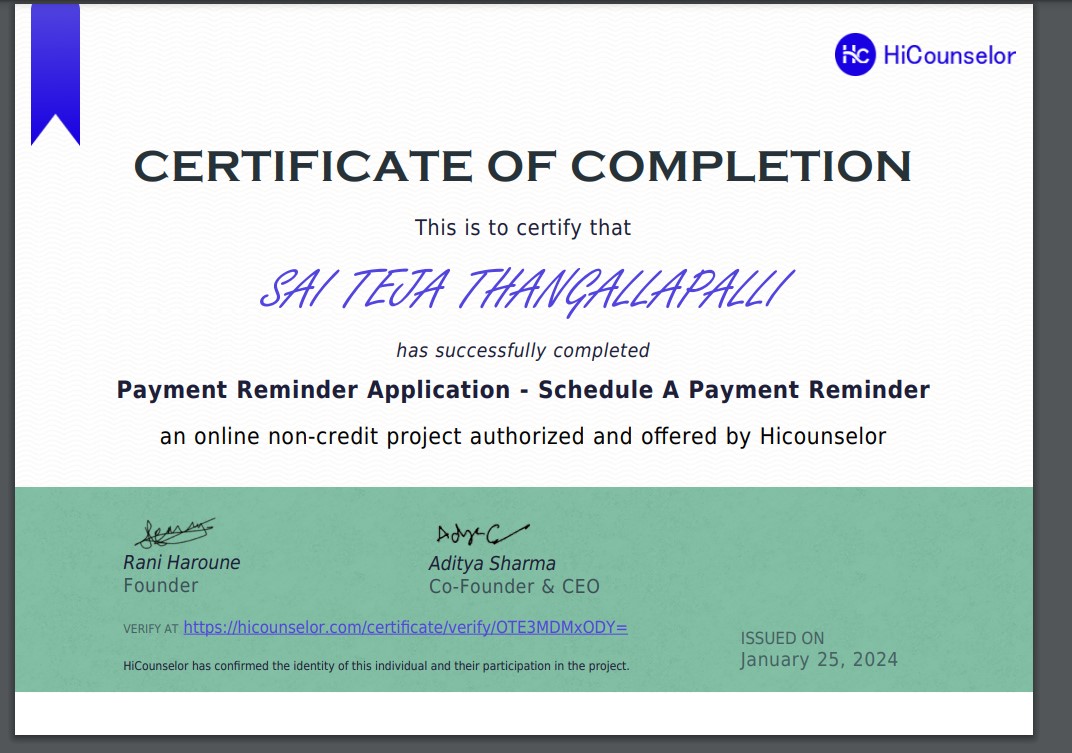 HC HiCounselor
CERTIFICATE OF COMPLETION
This is to certify that
SAI TEJA THANGALLAPALLI
has successfully completed
Payment Reminder Application - Schedule A Payment Reminder
an online non-credit project authorized and offered by Hicounselor
Rani Haroune
Founder
Aditya Sharma
Co-Founder & CEO
VERIFY AT https://hicounselor.com/certificate/verify/OTE3MDMxODY=
HiCounselor has confirmed the identity of this individual and their participation in the project.
ISSUED ON
January 25, 2024